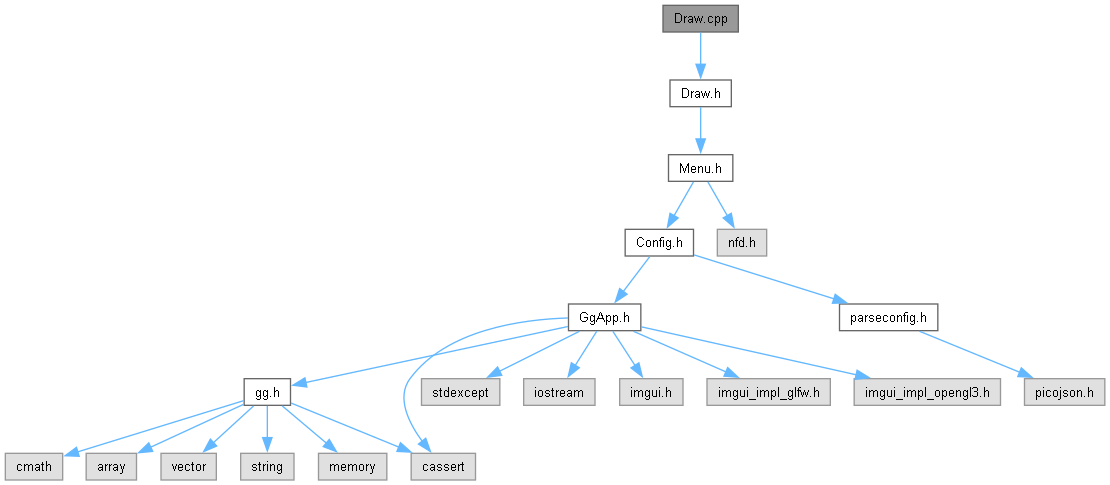 Draw.cpp
Draw.h
Menu.h
Config.h
nfd.h
GgApp.h
parseconfig.h
gg.h
stdexcept
iostream
imgui.h
imgui_impl_glfw.h
imgui_impl_opengl3.h
picojson.h
cmath
array
vector
string
memory
cassert